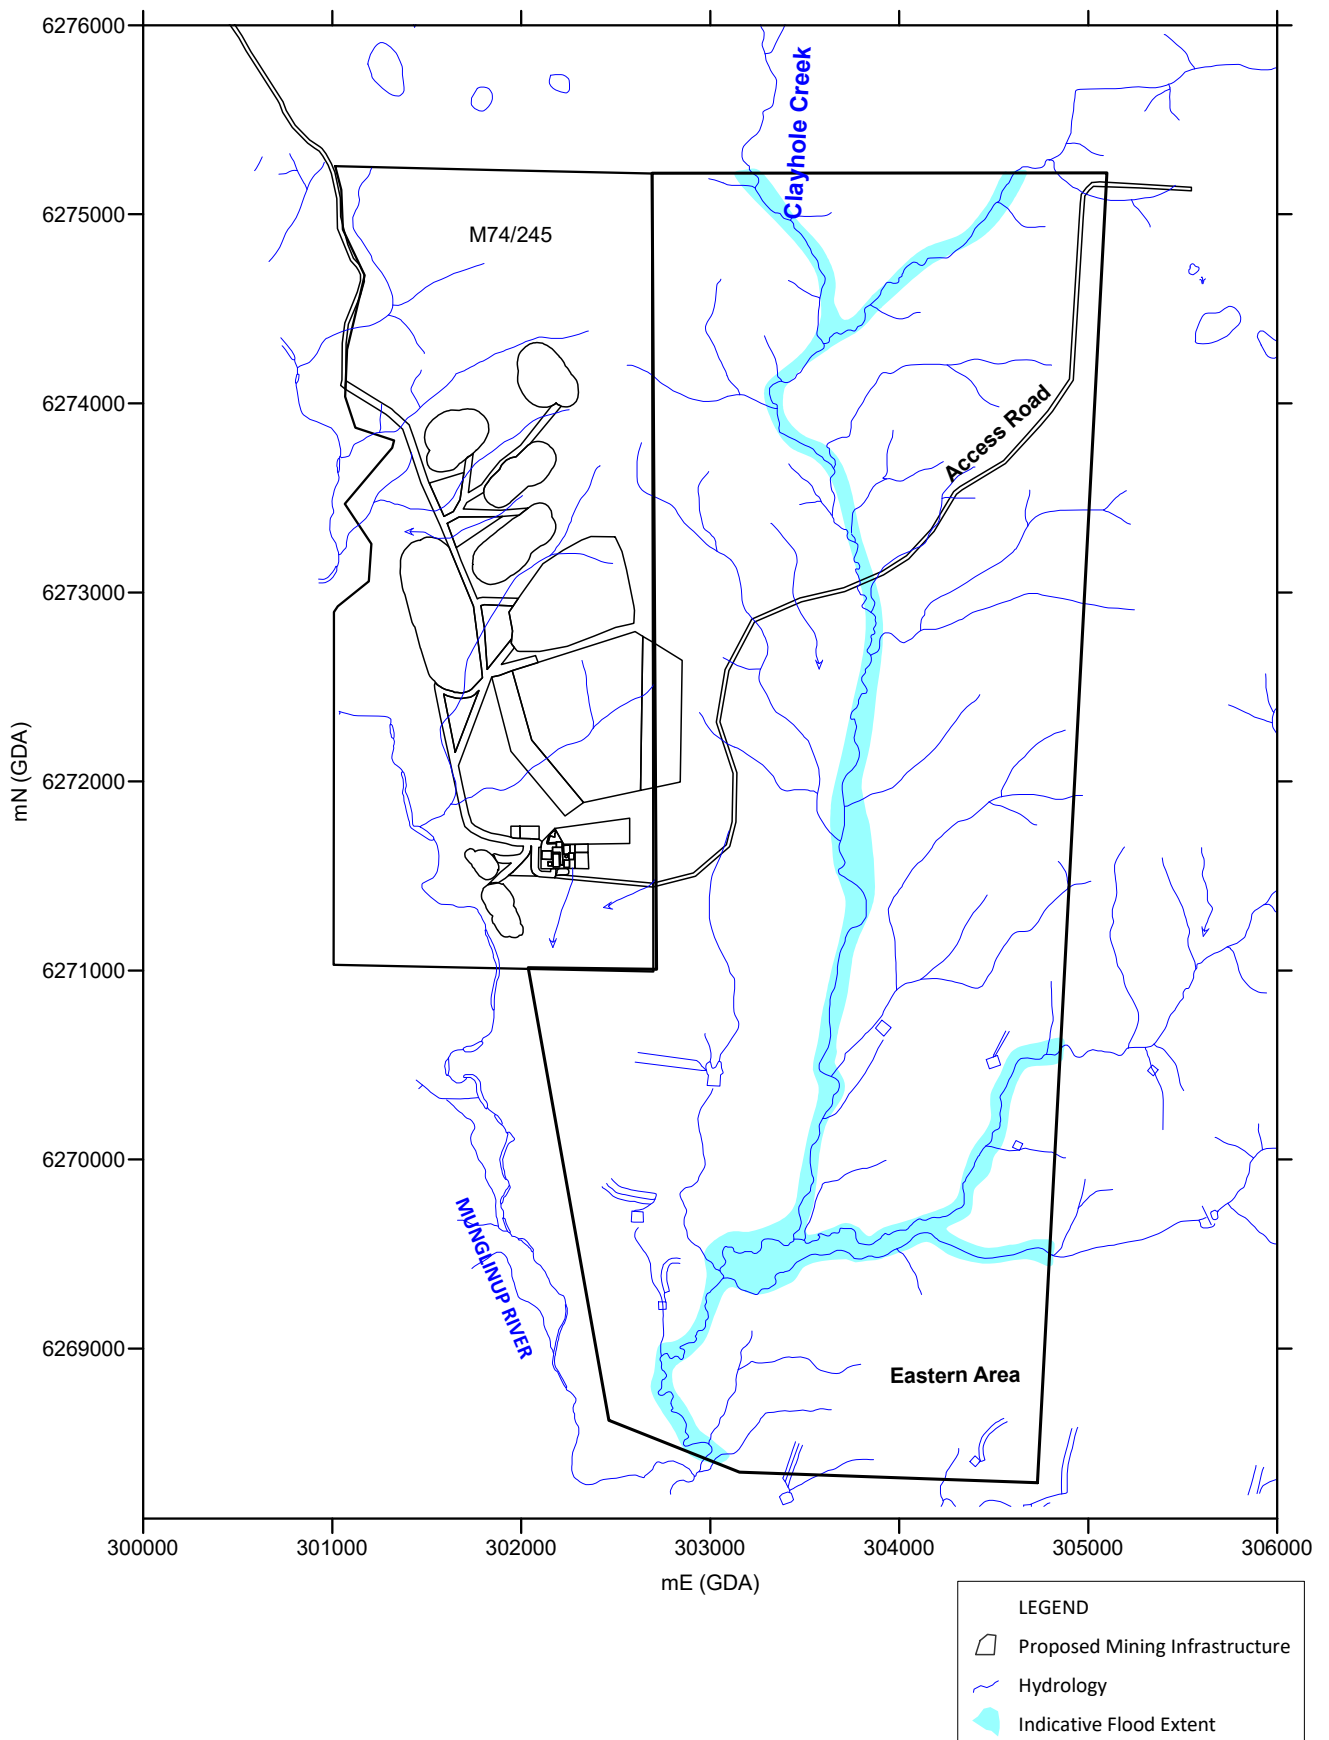 6276000
Clayhole Creek
6275000
M74/245
6274000
Access Road
6273000
6272000
mN (GDA)
6271000
6270000
MUNGLINUP RIVER
6269000
Eastern Area
300000
301000
302000
303000
304000
305000
306000
mE (GDA)
LEGEND
Proposed Mining Infrastructure
Hydrology
Indicative Flood Extent